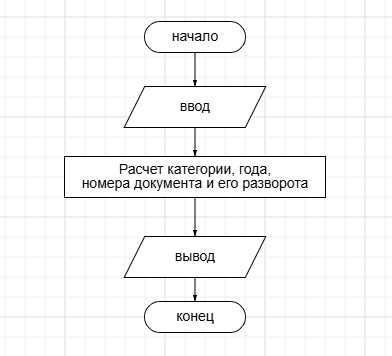 начало
ввод
Расчет категории, года,
номера документа и его разворота
вывод
конец